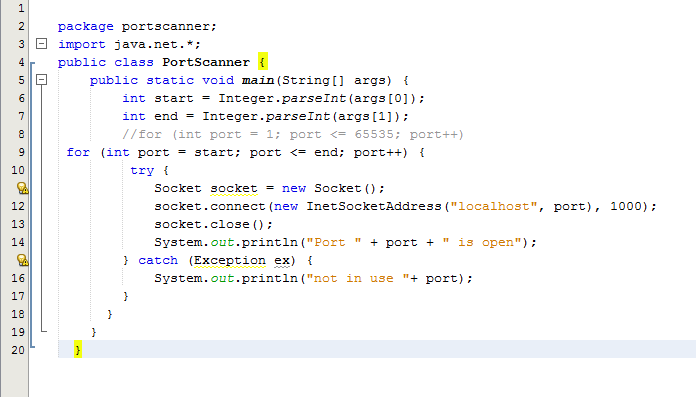 1
2 package portscanner;
3 import java.net.*;
4 public class PortScanner {
5 public static void main(String[] args) {
6 int start = Integer.parseInt(args[0]);
7 int end = Integer.parseInt(args[1]);
8 //for (int port = 1; port <= 65535; port++)
9 for (int port = start; port <= end; port++) {
10 try {
Socket socket = new Socket();
12 socket.connect(new InetSocketAddress("localhost", port), 1000);
13 socket.close();
14 System.out.println("Port " + port + " is open");
} catch (Exception ex) {
16 System.out.println("not in use "+ port);
17 }
18 }
19 }
20 }